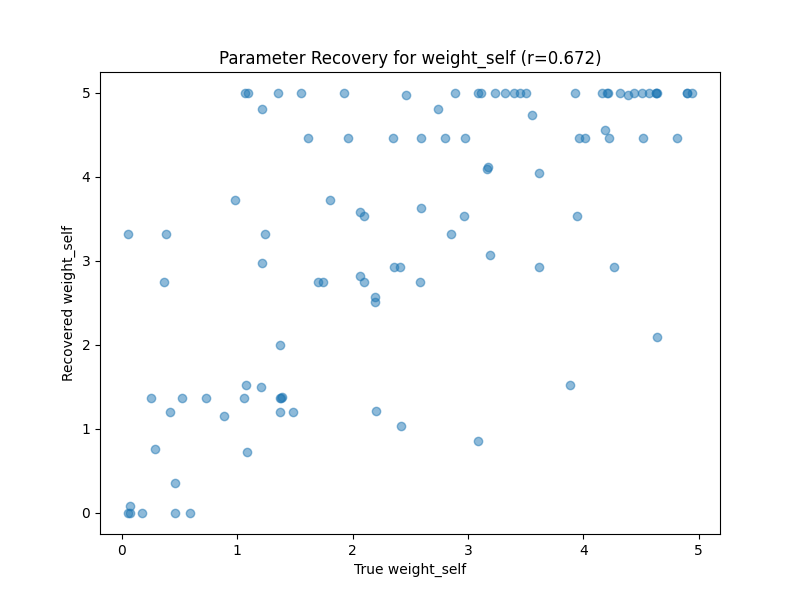 Parameter Recovery for weight_self (r=0.672)
Recovered weight_self
5
4
3
2
1
0
0 1 2 3 4 5
True weight_self